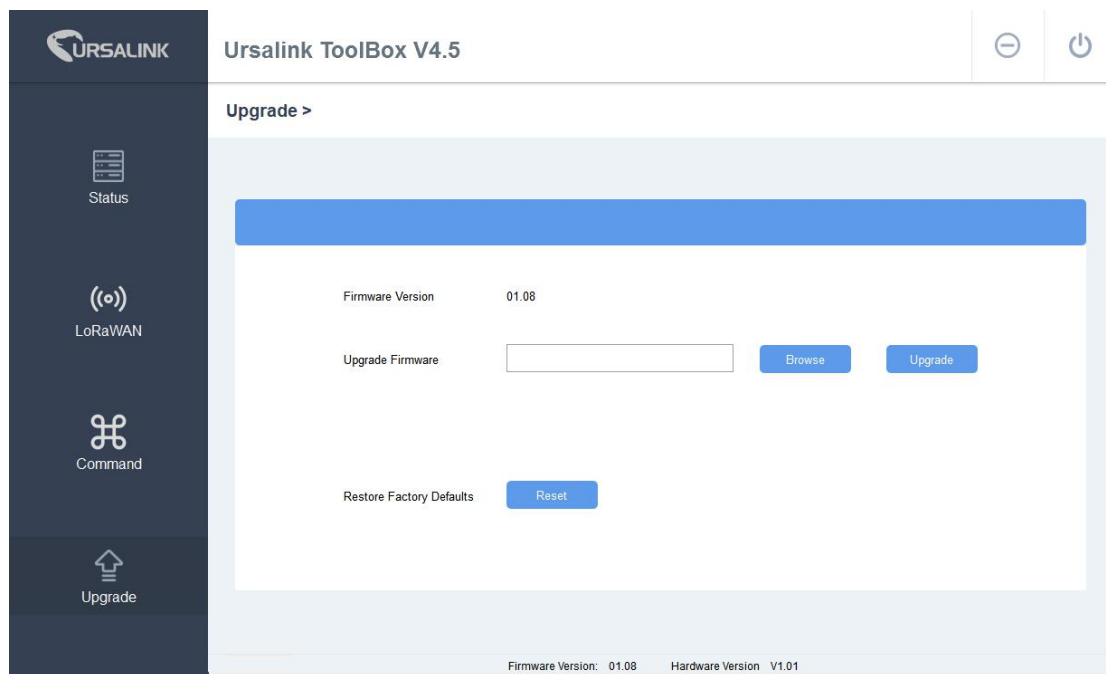 URSALINK
Ursalink ToolBox V4.5
Upgrade >
Status
LoRaWAN
Command
Upgrade
Firmware Version 01.08
Upgrade Firmware Browse Upgrade
Restore Factory Defaults Reset
Firmware Version: 01.08 Hardware Version V1.01